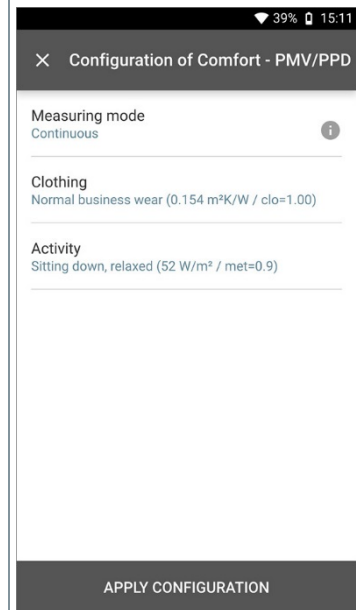 39% 15:11
Configuration of Comfort - PMV/PPD
Measuring mode
Continuous
Clothing
Normal business wear (0.154 m²K/W / clo=1.00)
Activity
Sitting down, relaxed (52 W/m² / met=0.9)
APPLY CONFIGURATION